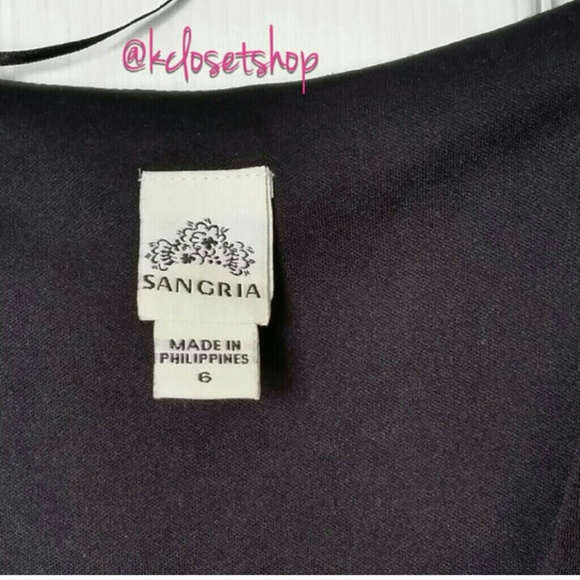 @kclosetshop
SANGRIA
MADE IN
PHILIPPINES
6